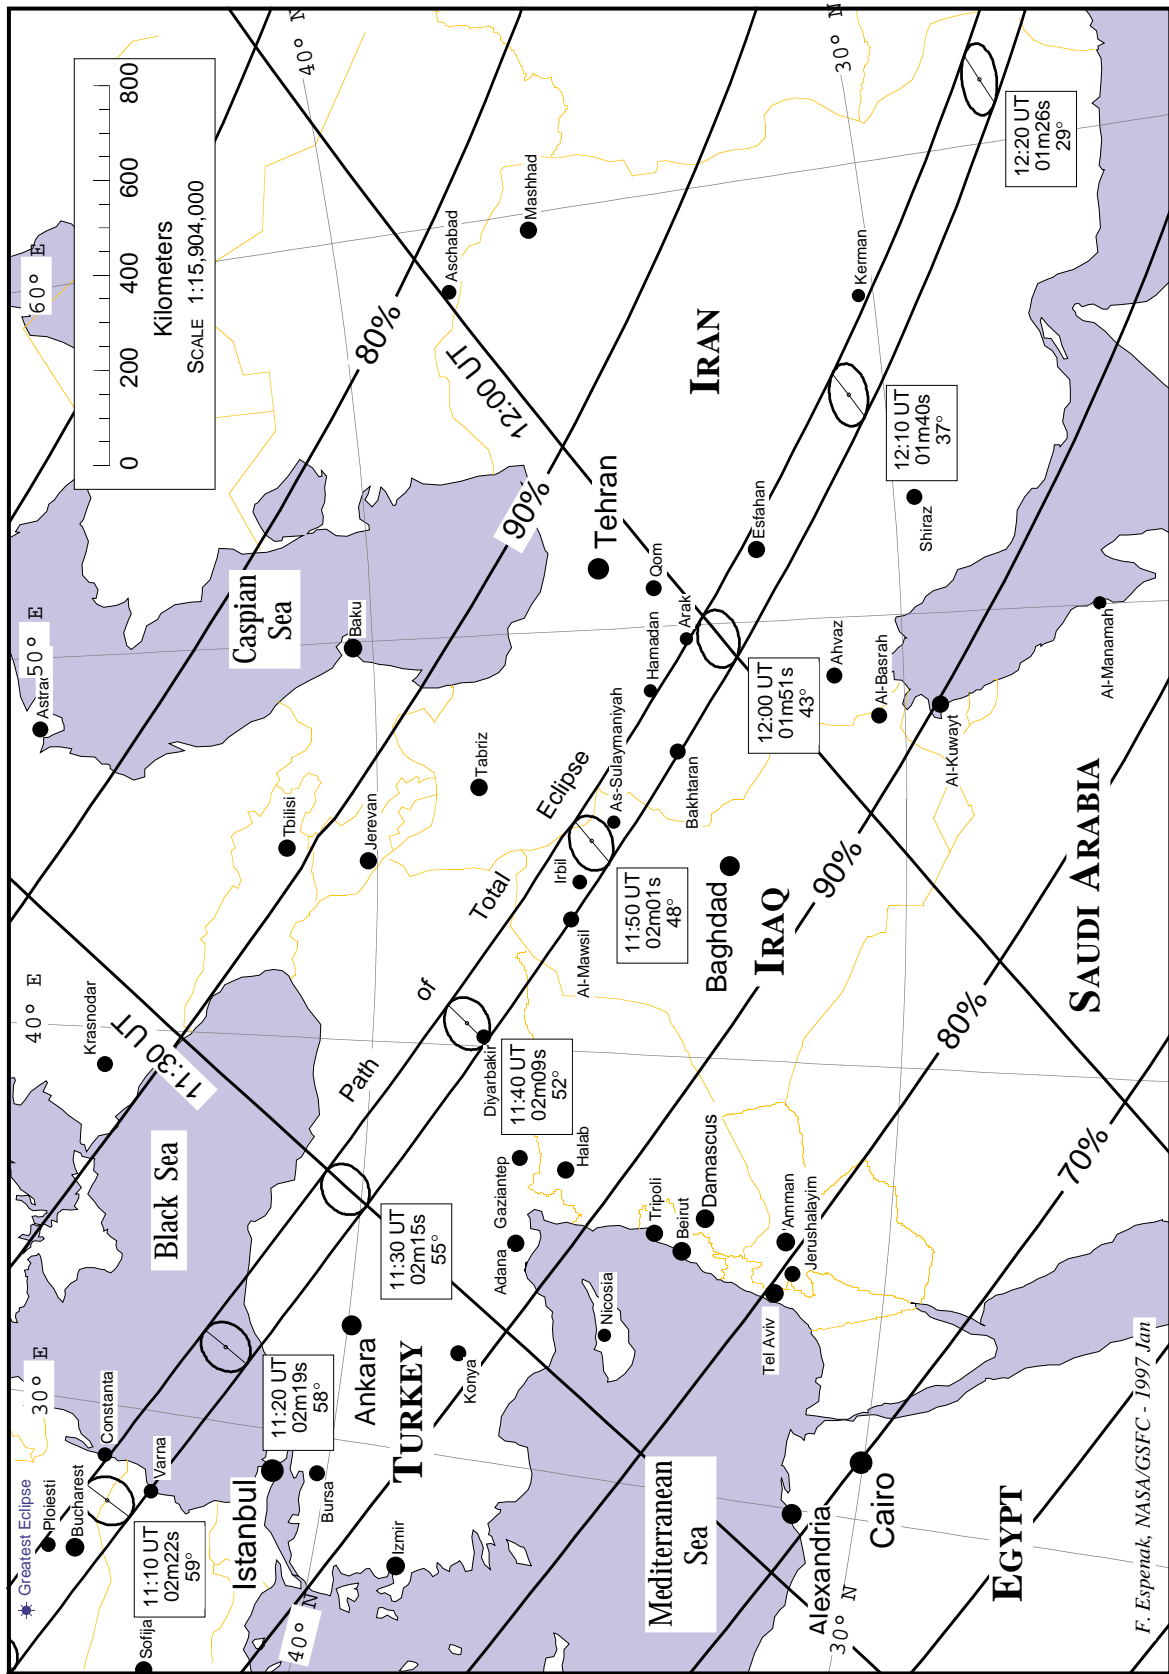 40° N
30° N
60° E
50° E
40° E
30° E
40° N
30° N
0 200 400 600 800
Kilometers
SCALE 1:15,904,000
80%
90%
12:00 UT
11:30 UT
90%
80%
70%
Path of Total Eclipse
Greatest Eclipse
Ploiesti
Bucharest
Constanta
Varna
Sofija
11:10 UT
02m22s
59°
Istanbul
Bursa
Izmir
11:20 UT
02m19s
58°
Ankara
TURKEY
Konya
Black Sea
Krasnodar
11:30 UT
02m15s
55°
Adana
Gaziantep
Halab
Diyarbakir
11:40 UT
02m09s
52°
Nicosia
Tripoli
Beirut
Damascus
'Amman
Jerushalayim
Tel Aviv
Mediterranean
Sea
Alexandria
Cairo
EGYPT
Astra
Caspian
Sea
Baku
Tbilisi
Jerevan
Tabriz
Al-Mawsil
Irbil
As-Sulaymaniyah
11:50 UT
02m01s
48°
Baghdad
IRAQ
Bakhtaran
Hamadan
Arak
Qom
Tehran
12:00 UT
01m51s
43°
Ahvaz
Al-Basrah
Al-Kuwayt
Al-Manamah
SAUDI ARABIA
Esfahan
Shiraz
12:10 UT
01m40s
37°
IRAN
Kerman
Aschabad
Mashhad
12:20 UT
01m26s
29°
F. Espenak, NASA/GSFC - 1997 Jan